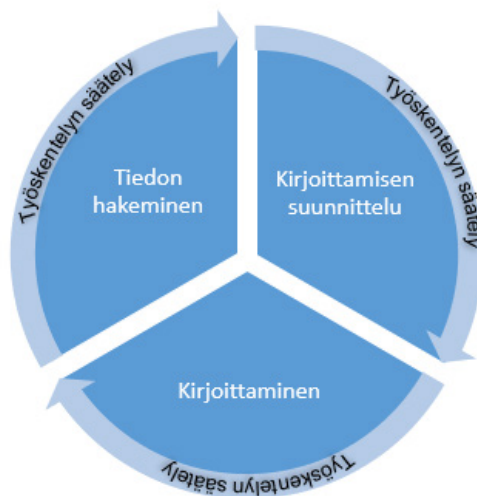 Tiedon
hakeminen
Kirjoittamisen
suunnittelu
Kirjoittaminen
Työskentelyn säätely
Työskentelyn säätely
Työskentelyn säätely